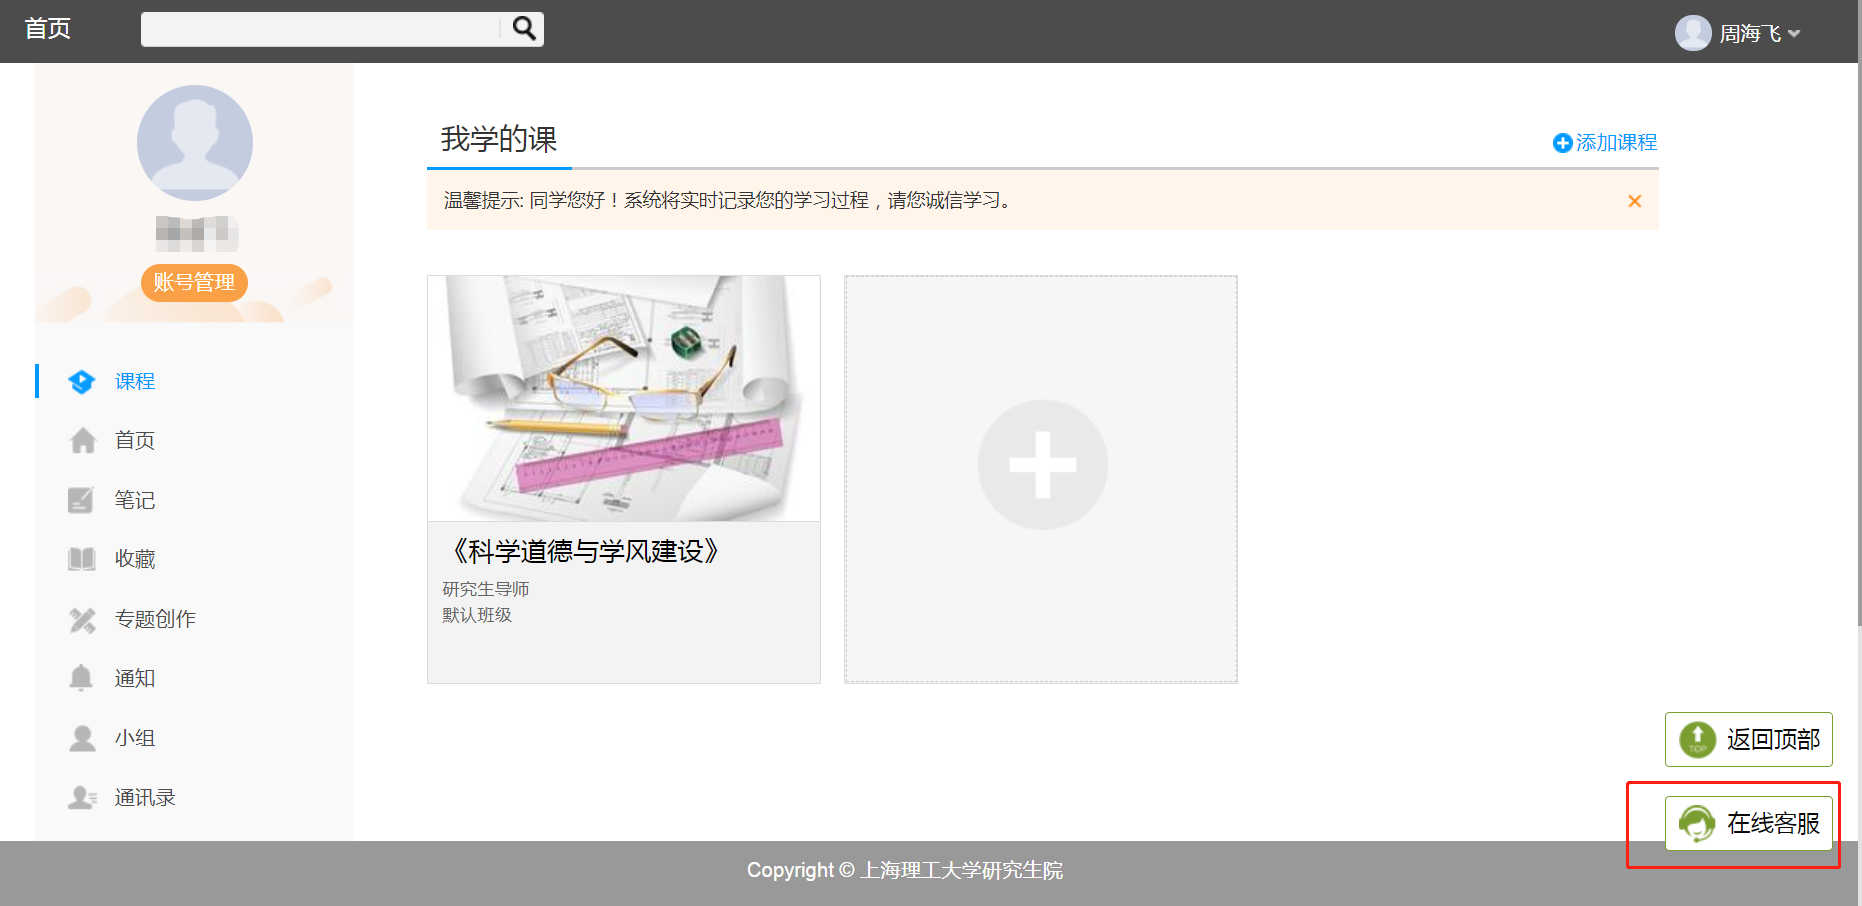 首页
周海飞
账号管理
课程
首页
笔记
收藏
专题创作
通知
小组
通讯录
我学的课
添加课程
温馨提示: 同学您好！系统将实时记录您的学习过程，请您诚信学习。
《科学道德与学风建设》
研究生导师
默认班级
TOP
返回顶部
在线客服
Copyright © 上海理工大学研究生院